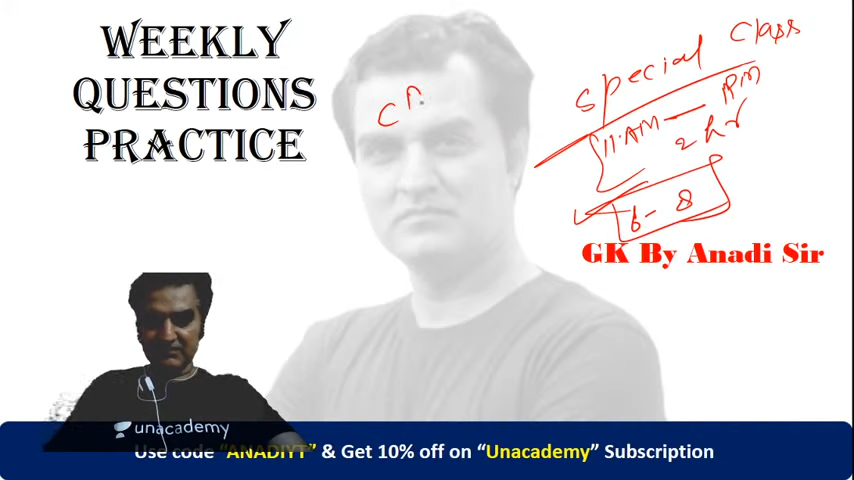 WEEKLY
QUESTIONS
PRACTICE
special class
11 AM — PM
2 hr
6 - 8
GK By Anadi Sir
unacademy
Use code “ANADIYT” & Get 10% off on “Unacademy” Subscription